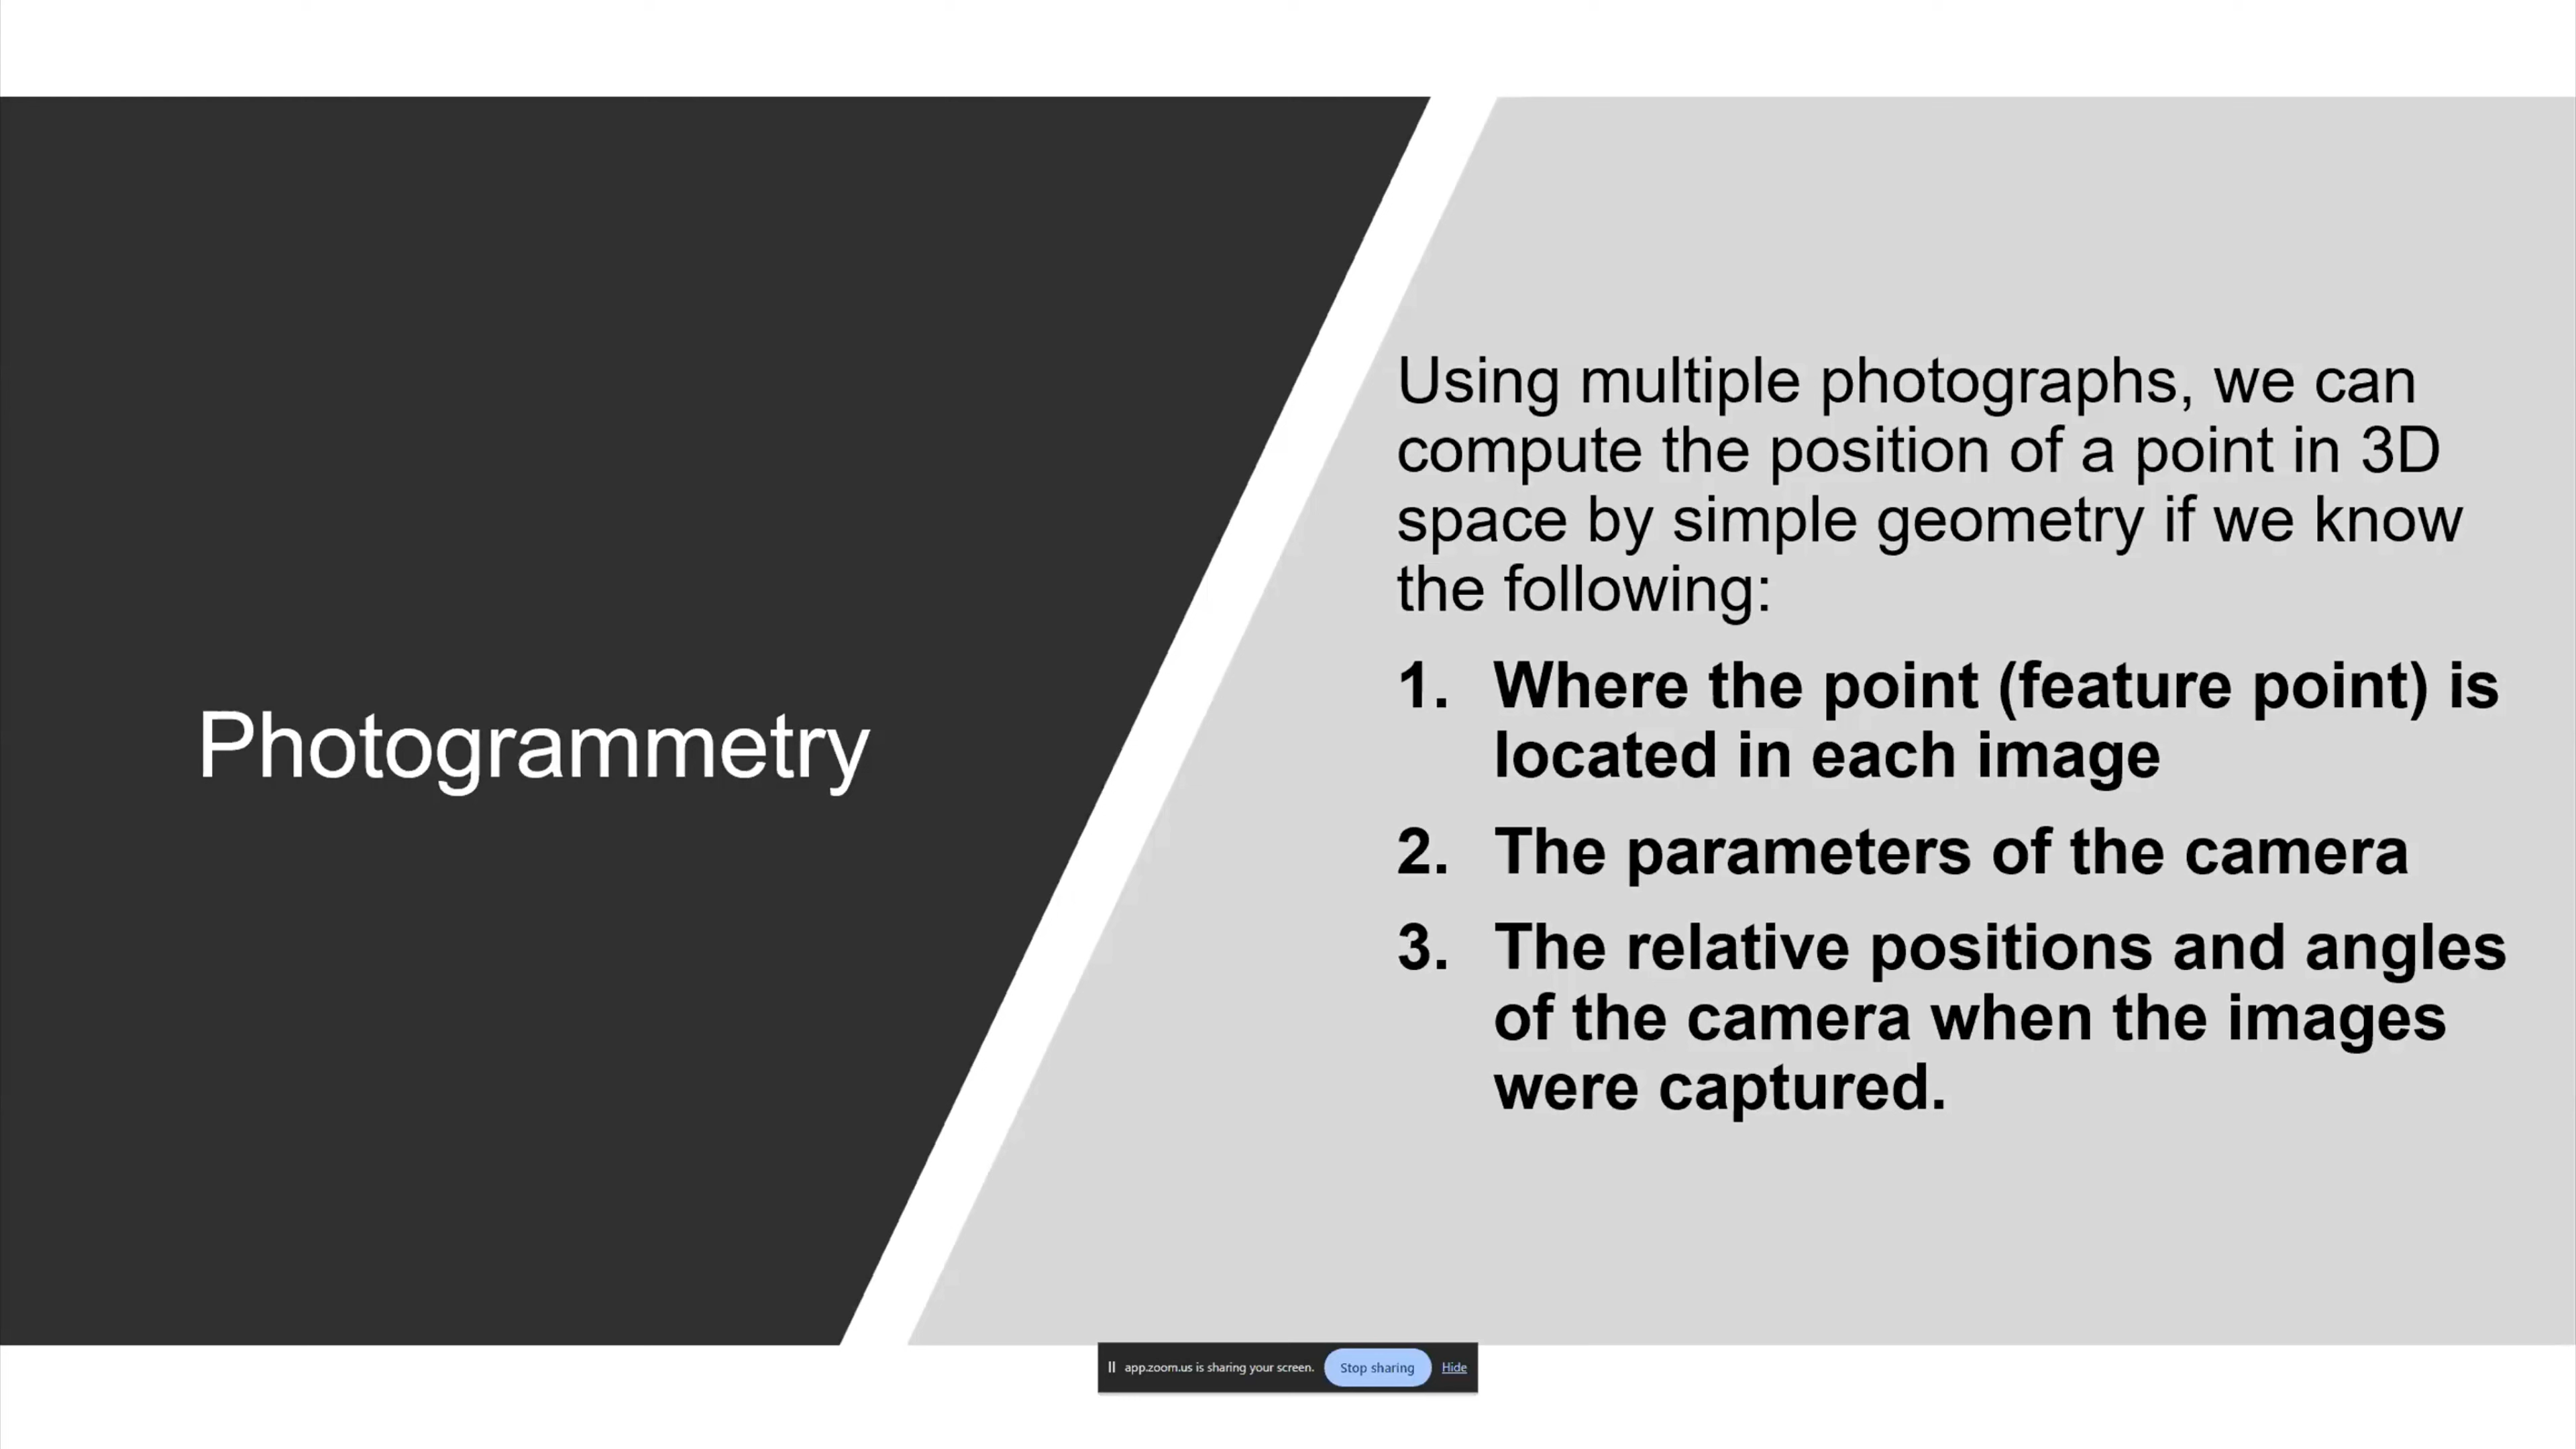 Photogrammetry
Using multiple photographs, we can
compute the position of a point in 3D
space by simple geometry if we know
the following:
1. Where the point (feature point) is
located in each image
2. The parameters of the camera
3. The relative positions and angles
of the camera when the images
were captured.
app.zoom.us is sharing your screen. Stop sharing Hide